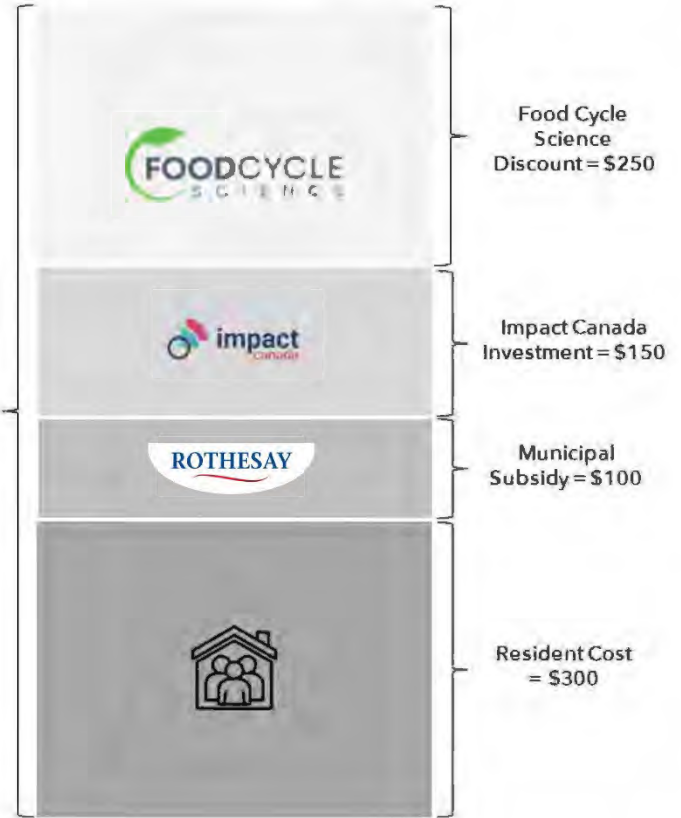 FOODCYCLE
SCIENCE
Food Cycle
Science
Discount = $250
impact
canada
Impact Canada
Investment = $150
ROTHESAY
Municipal
Subsidy = $100
Resident Cost
= $300